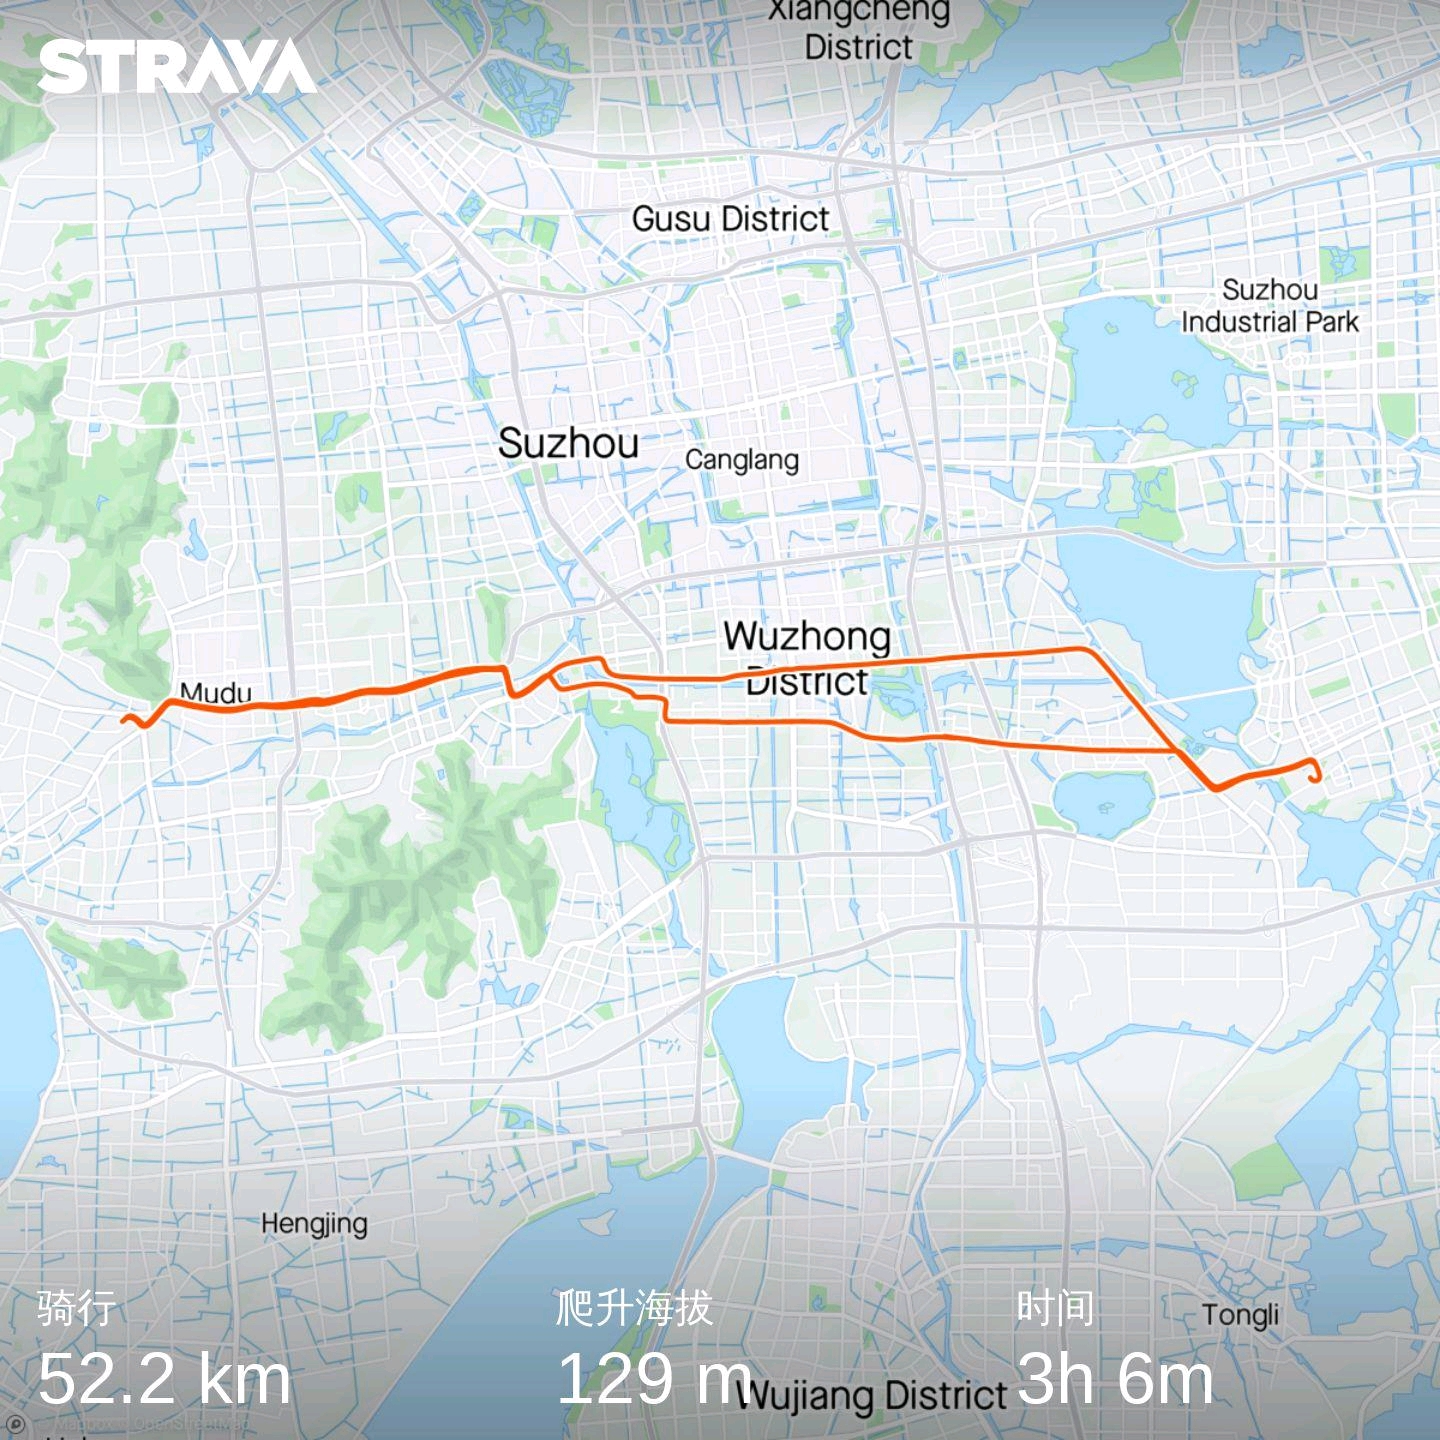 Xiangcheng
District
STRAVA
Gusu District
Suzhou
Industrial Park
Suzhou
Canglang
Wuzhong
District
Mudu
Hengjing
骑行
爬升海拔
时间
Tongli
52.2 km
129 m
3h 6m
Wujiang District
© Mapbox © OpenStreetMap